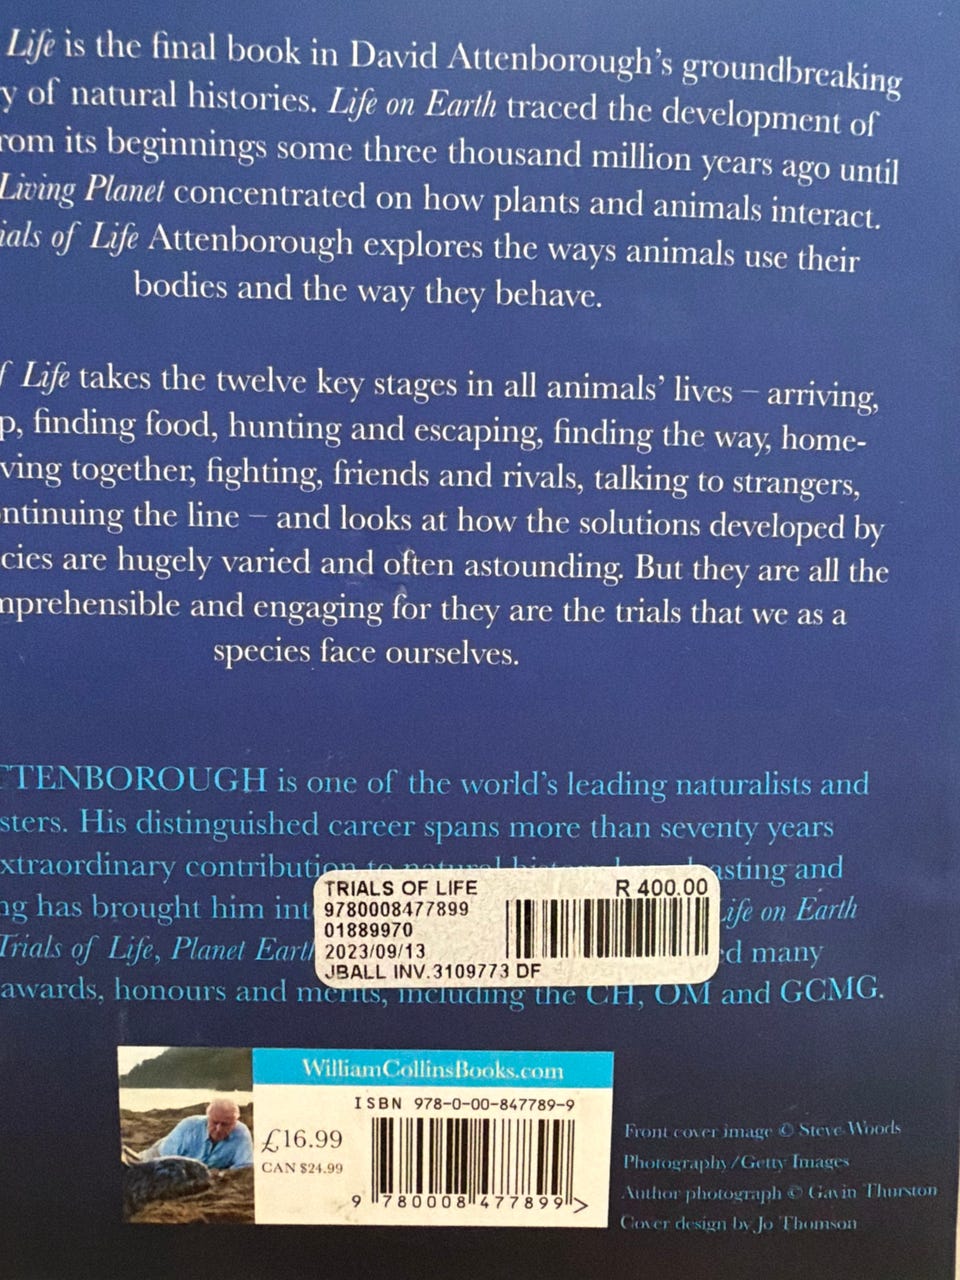 Life is the final book in David Attenborough's groundbreaking
y of natural histories. Life on Earth traced the development of
rom its beginnings some three thousand million years ago until
Living Planet concentrated on how plants and animals interact.
ials of Life Attenborough explores the ways animals use their
bodies and the way they behave.
f Life takes the twelve key stages in all animals' lives – arriving,
p, finding food, hunting and escaping, finding the way, home-
ving together, fighting, friends and rivals, talking to strangers,
ntinuing the line – and looks at how the solutions developed by
cies are hugely varied and often astounding. But they are all the
mprehensible and engaging for they are the trials that we as a
species face ourselves.
TTENBOROUGH is one of the world's leading naturalists and
sters. His distinguished career spans more than seventy years
xtraordinary contribution to natural history broadcasting and
ng has brought him int
ife on Earth
Trials of Life, Planet Earth
d many
awards, honours and merits, including the CH, OM and GCMG.
TRIALS OF LIFE R 400.00
9780008477899
01889970
2023/09/13
JBALL INV.3109773 DF
WilliamCollinsBooks.com
ISBN 978-0-00-847789-9
£16.99
CAN $24.99
9 780008 477899 >
Front cover image © Steve Woods
Photography/Getty Images
Author photograph © Gavin Thurston
Cover design by Jo Thomson